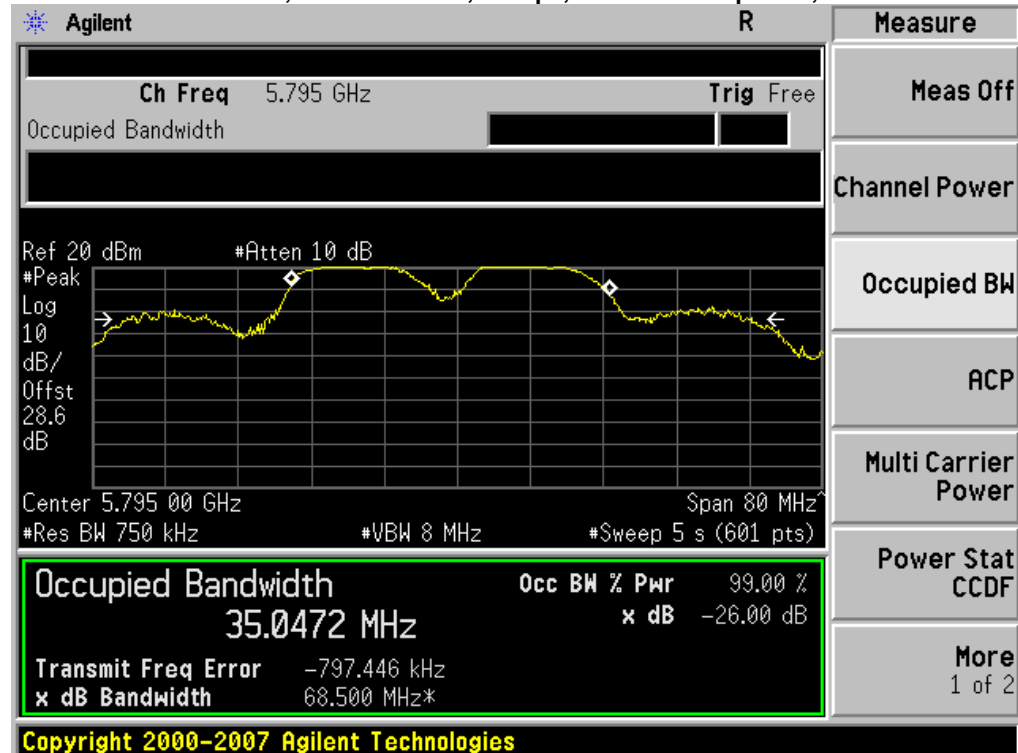 Agilent R Measure
Ch Freq 5.795 GHz Trig Free
Occupied Bandwidth
Meas Off
Channel Power
Occupied BW
ACP
Multi Carrier
Power
Power Stat
CCDF
More
1 of 2
Ref 20 dBm #Atten 10 dB
#Peak
Log
10
dB/
Offst
28.6
dB
Center 5.795 00 GHz Span 80 MHz^
#Res BW 750 kHz #VBW 8 MHz #Sweep 5 s (601 pts)
Occupied Bandwidth Occ BW % Pwr 99.00 %
35.0472 MHz x dB -26.00 dB
Transmit Freq Error -797.446 kHz
x dB Bandwidth 68.500 MHz*
Copyright 2000-2007 Agilent Technologies